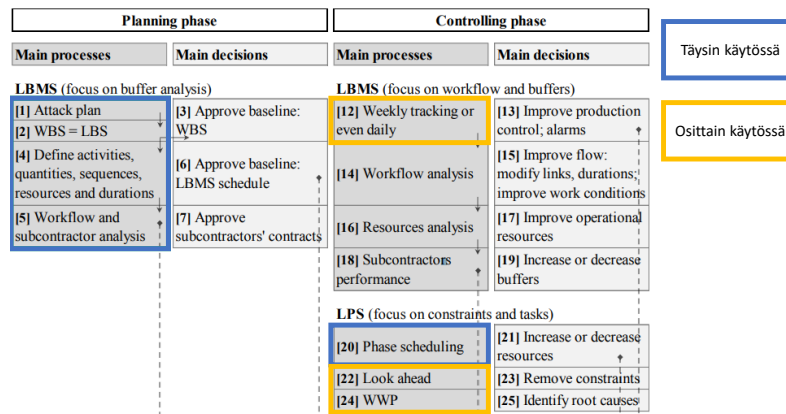 Planning phase
Controlling phase
Main processes
Main decisions
Main processes
Main decisions
LBMS (focus on buffer analysis)
[1] Attack plan
[2] WBS = LBS
[4] Define activities,
quantities, sequences,
resources and durations
[5] Workflow and
subcontractor analysis
[3] Approve baseline:
WBS
[6] Approve baseline:
LBMS schedule
[7] Approve
subcontractors' contracts
LBMS (focus on workflow and buffers)
[12] Weekly tracking or
even daily
[14] Workflow analysis
[16] Resources analysis
[18] Subcontractors
performance
[13] Improve production
control; alarms
[15] Improve flow:
modify links, durations;
improve work conditions
[17] Improve operational
resources
[19] Increase or decrease
buffers
LPS (focus on constraints and tasks)
[20] Phase scheduling
[22] Look ahead
[24] WWP
[21] Increase or decrease
resources
[23] Remove constraints
[25] Identify root causes
Täysin käytössä
Osittain käytössä